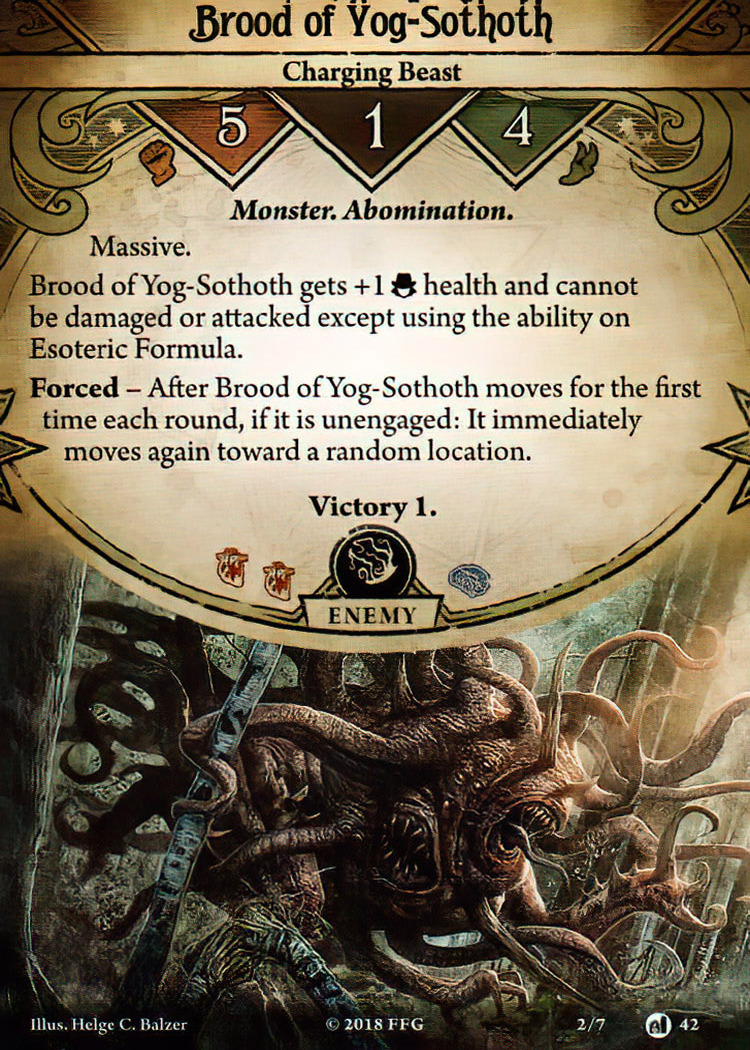 Brood of Yog-Sothoth
Charging Beast
5 1 4
Monster. Abomination.
Massive.
Brood of Yog-Sothoth gets +1 health and cannot
be damaged or attacked except using the ability on
Esoteric Formula.
Forced – After Brood of Yog-Sothoth moves for the first
time each round, if it is unengaged: It immediately
moves again toward a random location.
Victory 1.
ENEMY
Illus. Helge C. Balzer © 2018 FFG 2/7 42